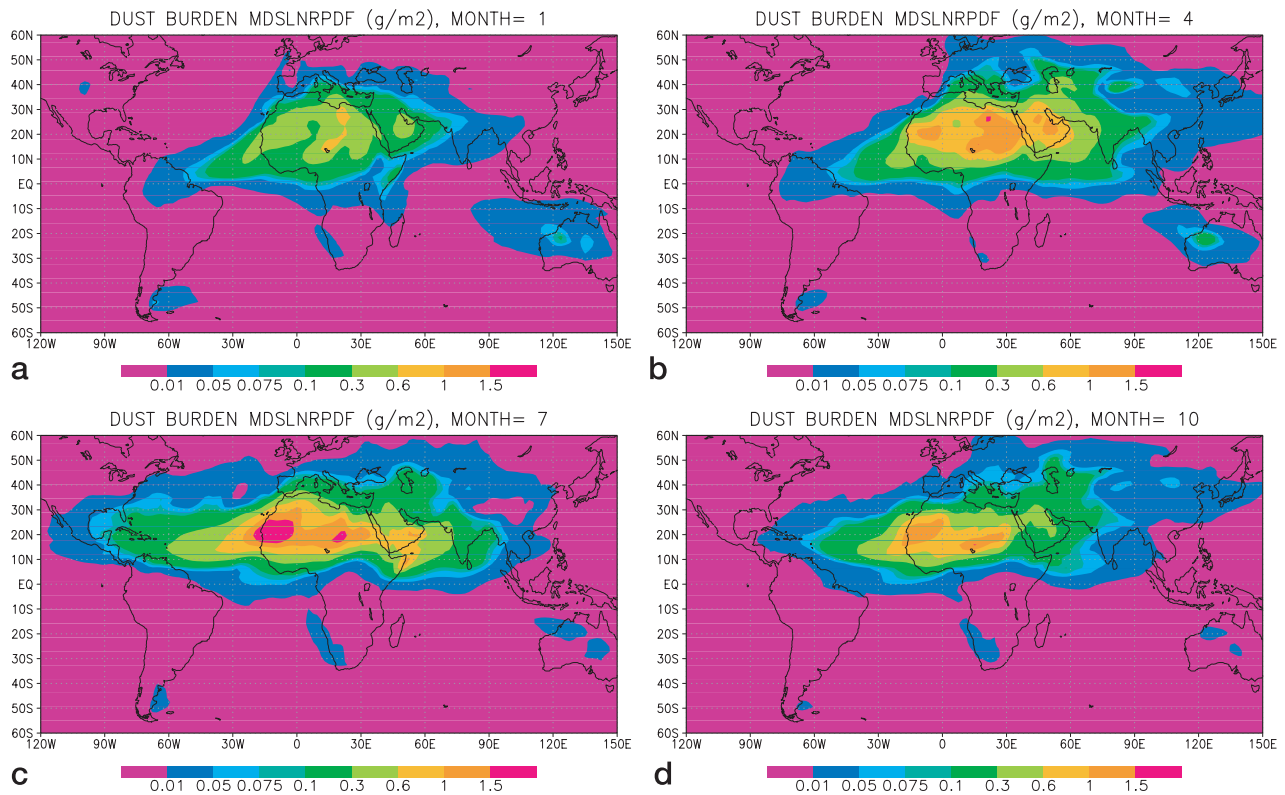 DUST BURDEN MDSLNRPDF (g/m2), MONTH= 1
60N
50N
40N
30N
20N
10N
EQ
10S
20S
30S
40S
50S
60S
120W 90W 60W 30W 0 30E 60E 90E 120E 150E
a
0.01 0.05 0.075 0.1 0.3 0.6 1 1.5
DUST BURDEN MDSLNRPDF (g/m2), MONTH= 4
60N
50N
40N
30N
20N
10N
EQ
10S
20S
30S
40S
50S
60S
120W 90W 60W 30W 0 30E 60E 90E 120E 150E
b
0.01 0.05 0.075 0.1 0.3 0.6 1 1.5
DUST BURDEN MDSLNRPDF (g/m2), MONTH= 7
60N
50N
40N
30N
20N
10N
EQ
10S
20S
30S
40S
50S
60S
120W 90W 60W 30W 0 30E 60E 90E 120E 150E
c
0.01 0.05 0.075 0.1 0.3 0.6 1 1.5
DUST BURDEN MDSLNRPDF (g/m2), MONTH= 10
60N
50N
40N
30N
20N
10N
EQ
10S
20S
30S
40S
50S
60S
120W 90W 60W 30W 0 30E 60E 90E 120E 150E
d
0.01 0.05 0.075 0.1 0.3 0.6 1 1.5